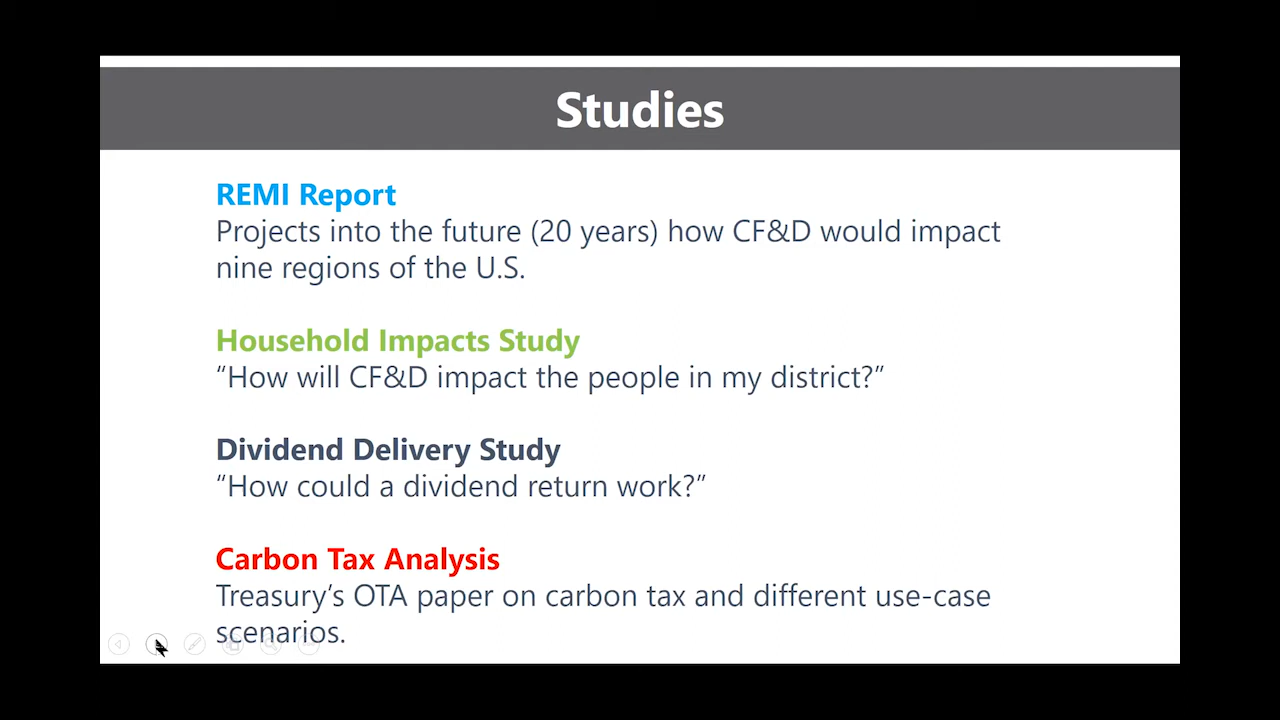 Studies
REMI Report
Projects into the future (20 years) how CF&D would impact
nine regions of the U.S.
Household Impacts Study
“How will CF&D impact the people in my district?”
Dividend Delivery Study
“How could a dividend return work?”
Carbon Tax Analysis
Treasury’s OTA paper on carbon tax and different use-case
scenarios.